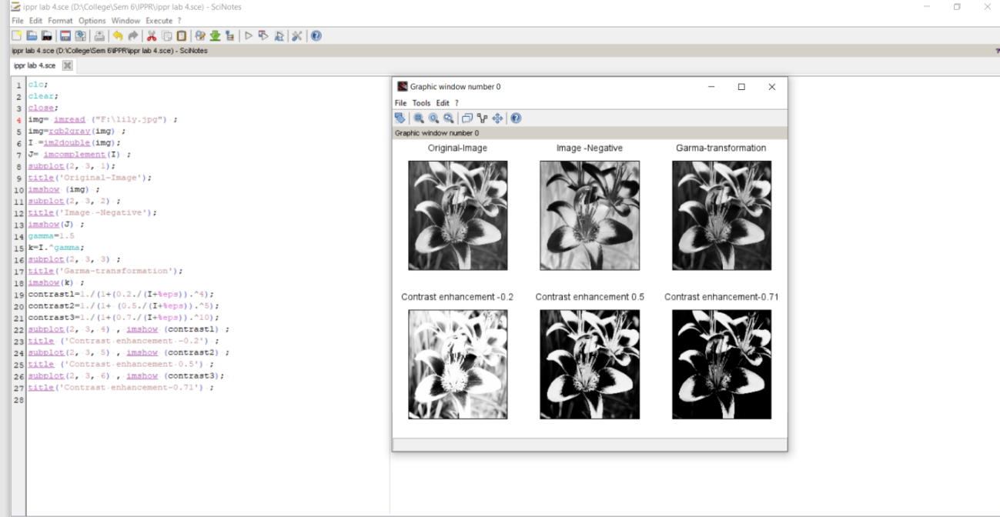 ippr lab 4.sce (D:\College\Sem 6\IPPR\ippr lab 4.sce) - SciNotes
File Edit Format Options Window Execute ?
ippr lab 4.sce (D:\College\Sem 6\IPPR\ippr lab 4.sce) - SciNotes
ippr lab 4.sce
1 clc;
2 clear;
3 close;
4 img= imread ("F:\lily.jpg") ;
5 img=rgb2gray(img) ;
6 I =im2double(img);
7 J= imcomplement(I) ;
8 subplot(2, 3, 1);
9 title('Original-Image');
10 imshow (img) ;
11 subplot(2, 3, 2) ;
12 title('Image -Negative');
13 imshow(J) ;
14 gamma=1.5
15 k=I.^gamma;
16 subplot(2, 3, 3) ;
17 title('Garma-transformation');
18 imshow(k) ;
19 contrast1=1./(1+(0.2./(I+%eps)).^4);
20 contrast2=1./(1+ (0.5./(I+%eps)).^5);
21 contrast3=1./(1+(0.7./(I+%eps)).^10);
22 subplot(2, 3, 4) , imshow (contrast1) ;
23 title ('Contrast enhancement -0.2') ;
24 subplot(2, 3, 5) , imshow (contrast2) ;
25 title ('Contrast enhancement 0.5') ;
26 subplot(2, 3, 6) , imshow (contrast3);
27 title('Contrast enhancement-0.71') ;
28
Graphic window number 0
File Tools Edit ?
Graphic window number 0
Original-Image Image -Negative Garma-transformation
Contrast enhancement -0.2 Contrast enhancement 0.5 Contrast enhancement-0.71